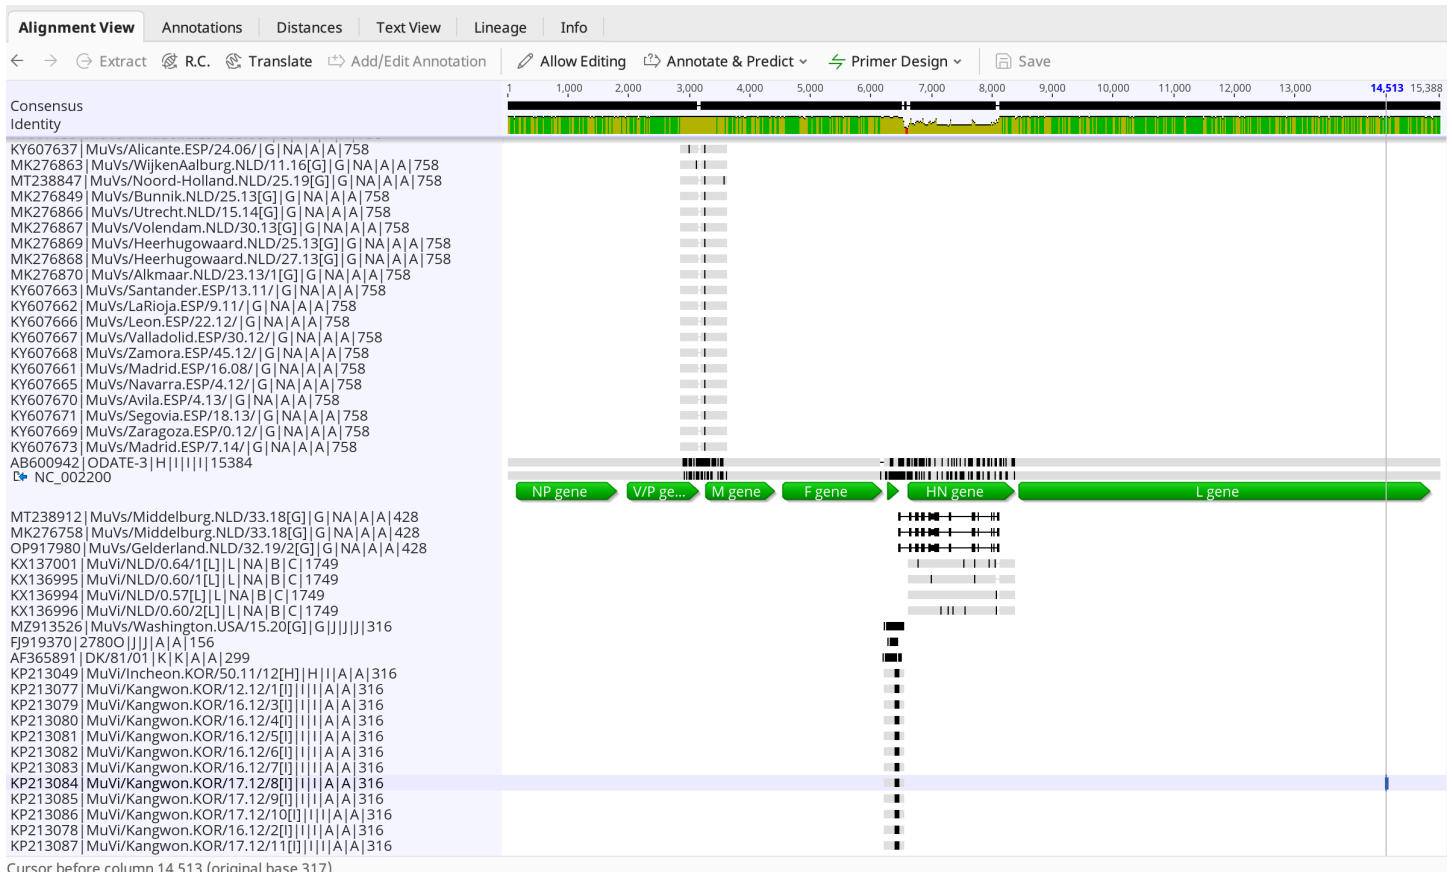 Alignment View Annotations Distances Text View Lineage Info
Extract R.C. Translate Add/Edit Annotation Allow Editing Annotate & Predict Primer Design Save
1 1,000 2,000 3,000 4,000 5,000 6,000 7,000 8,000 9,000 10,000 11,000 12,000 13,000 14,513 15,388
Consensus
Identity
KY607637|MuVs/Alicante.ESP/24.06/|G|NA|A|A|758
MK276863|MuVs/WijkenAalburg.NLD/11.16[G]|G|NA|A|A|758
MT238847|MuVs/Noord-Holland.NLD/25.19[G]|G|NA|A|A|758
MK276849|MuVs/Bunnik.NLD/25.13[G]|G|NA|A|A|758
MK276866|MuVs/Utrecht.NLD/15.14[G]|G|NA|A|A|758
MK276867|MuVs/Volendam.NLD/30.13[G]|G|NA|A|A|758
MK276869|MuVs/Heerhugowaard.NLD/25.13[G]|G|NA|A|A|758
MK276868|MuVs/Heerhugowaard.NLD/27.13[G]|G|NA|A|A|758
MK276870|MuVs/Alkmaar.NLD/23.13/1[G]|G|NA|A|A|758
KY607663|MuVs/Santander.ESP/13.11/|G|NA|A|A|758
KY607662|MuVs/LaRioja.ESP/9.11/|G|NA|A|A|758
KY607666|MuVs/Leon.ESP/22.12/|G|NA|A|A|758
KY607667|MuVs/Valladolid.ESP/30.12/|G|NA|A|A|758
KY607668|MuVs/Zamora.ESP/45.12/|G|NA|A|A|758
KY607661|MuVs/Madrid.ESP/16.08/|G|NA|A|A|758
KY607665|MuVs/Navarra.ESP/4.12/|G|NA|A|A|758
KY607670|MuVs/Avila.ESP/4.13/|G|NA|A|A|758
KY607671|MuVs/Segovia.ESP/18.13/|G|NA|A|A|758
KY607669|MuVs/Zaragoza.ESP/0.12/|G|NA|A|A|758
KY607673|MuVs/Madrid.ESP/7.14/|G|NA|A|A|758
AB600942|ODATE-3|H|I|I|I|15384
NC_002200
NP gene V/P ge... M gene F gene HN gene L gene
MT238912|MuVs/Middelburg.NLD/33.18[G]|G|NA|A|A|428
MK276758|MuVs/Middelburg.NLD/33.18[G]|G|NA|A|A|428
OP917980|MuVs/Gelderland.NLD/32.19/2[G]|G|NA|A|A|428
KX137001|MuVi/NLD/0.64/1[L]|L|NA|B|C|1749
KX136995|MuVi/NLD/0.60/1[L]|L|NA|B|C|1749
KX136994|MuVi/NLD/0.57[L]|L|NA|B|C|1749
KX136996|MuVi/NLD/0.60/2[L]|L|NA|B|C|1749
MZ913526|MuVs/Washington.USA/15.20[G]|G|J|J|J|316
FJ919370|2780O|J|J|A|A|156
AF365891|DK/81/01|K|K|A|A|299
KP213049|MuVi/Incheon.KOR/50.11/12[H]|H|I|A|A|316
KP213077|MuVi/Kangwon.KOR/12.12/1[I]|I|I|A|A|316
KP213079|MuVi/Kangwon.KOR/16.12/3[I]|I|I|A|A|316
KP213080|MuVi/Kangwon.KOR/16.12/4[I]|I|I|A|A|316
KP213081|MuVi/Kangwon.KOR/16.12/5[I]|I|I|A|A|316
KP213082|MuVi/Kangwon.KOR/16.12/6[I]|I|I|A|A|316
KP213083|MuVi/Kangwon.KOR/16.12/7[I]|I|I|A|A|316
KP213084|MuVi/Kangwon.KOR/17.12/8[I]|I|I|A|A|316
KP213085|MuVi/Kangwon.KOR/17.12/9[I]|I|I|A|A|316
KP213086|MuVi/Kangwon.KOR/17.12/10[I]|I|I|A|A|316
KP213078|MuVi/Kangwon.KOR/16.12/2[I]|I|I|A|A|316
KP213087|MuVi/Kangwon.KOR/17.12/11[I]|I|I|A|A|316
Cursor before column 14,513 (original base 317)